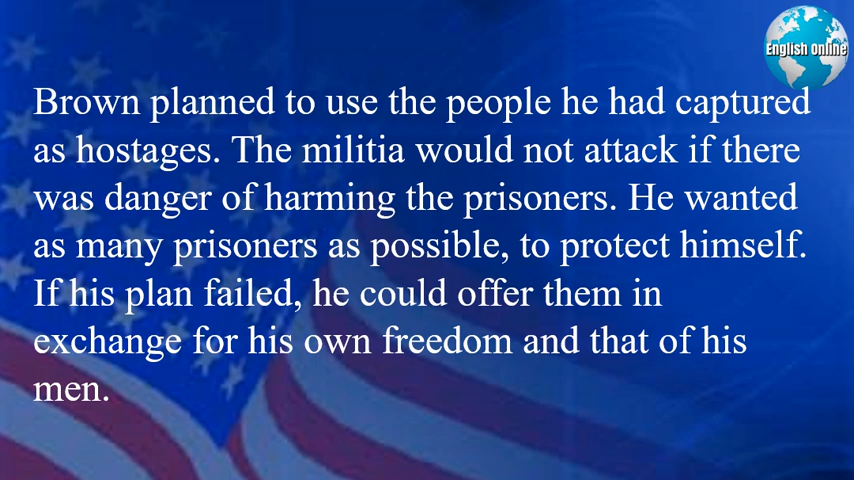 English Online
Brown planned to use the people he had captured
as hostages. The militia would not attack if there
was danger of harming the prisoners. He wanted
as many prisoners as possible, to protect himself.
If his plan failed, he could offer them in
exchange for his own freedom and that of his
men.